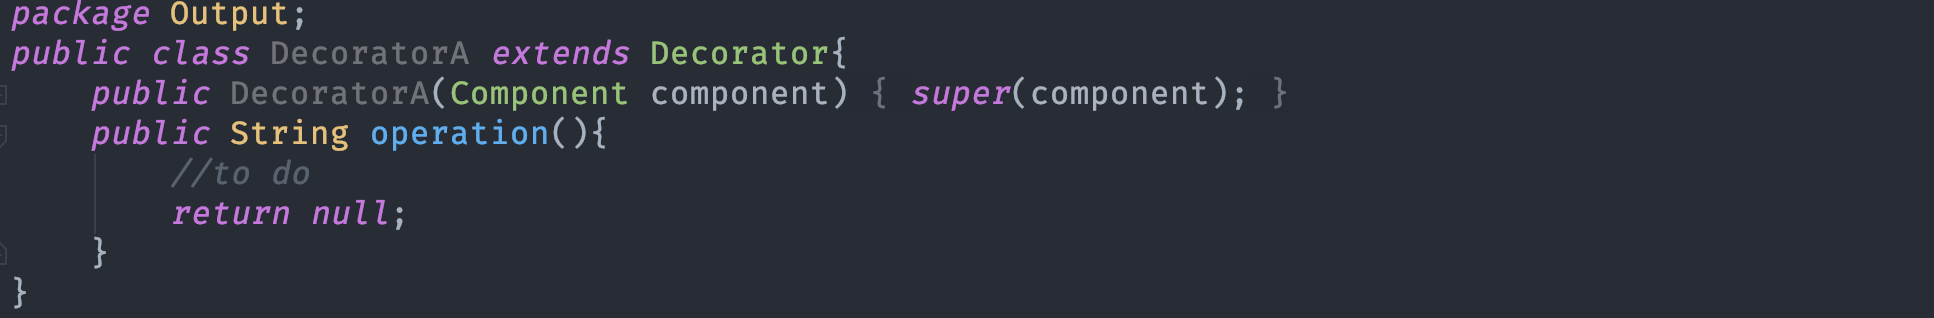 package Output;
public class DecoratorA extends Decorator{
    public DecoratorA(Component component) { super(component); }
    public String operation(){
        //to do
        return null;
    }
}